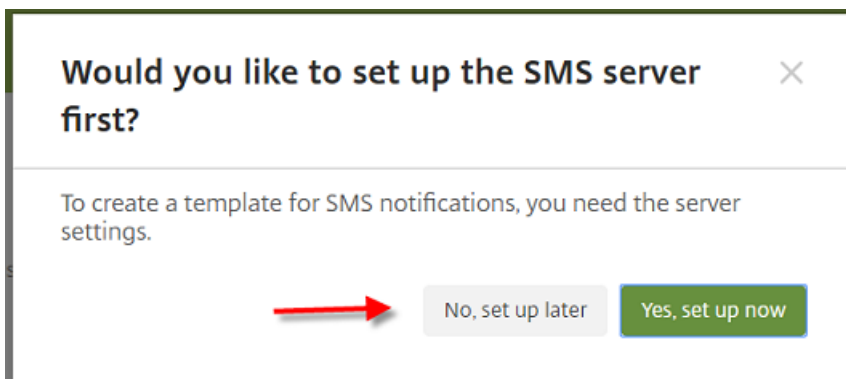 Would you like to set up the SMS server
first?
To create a template for SMS notifications, you need the server
settings.
No, set up later
Yes, set up now